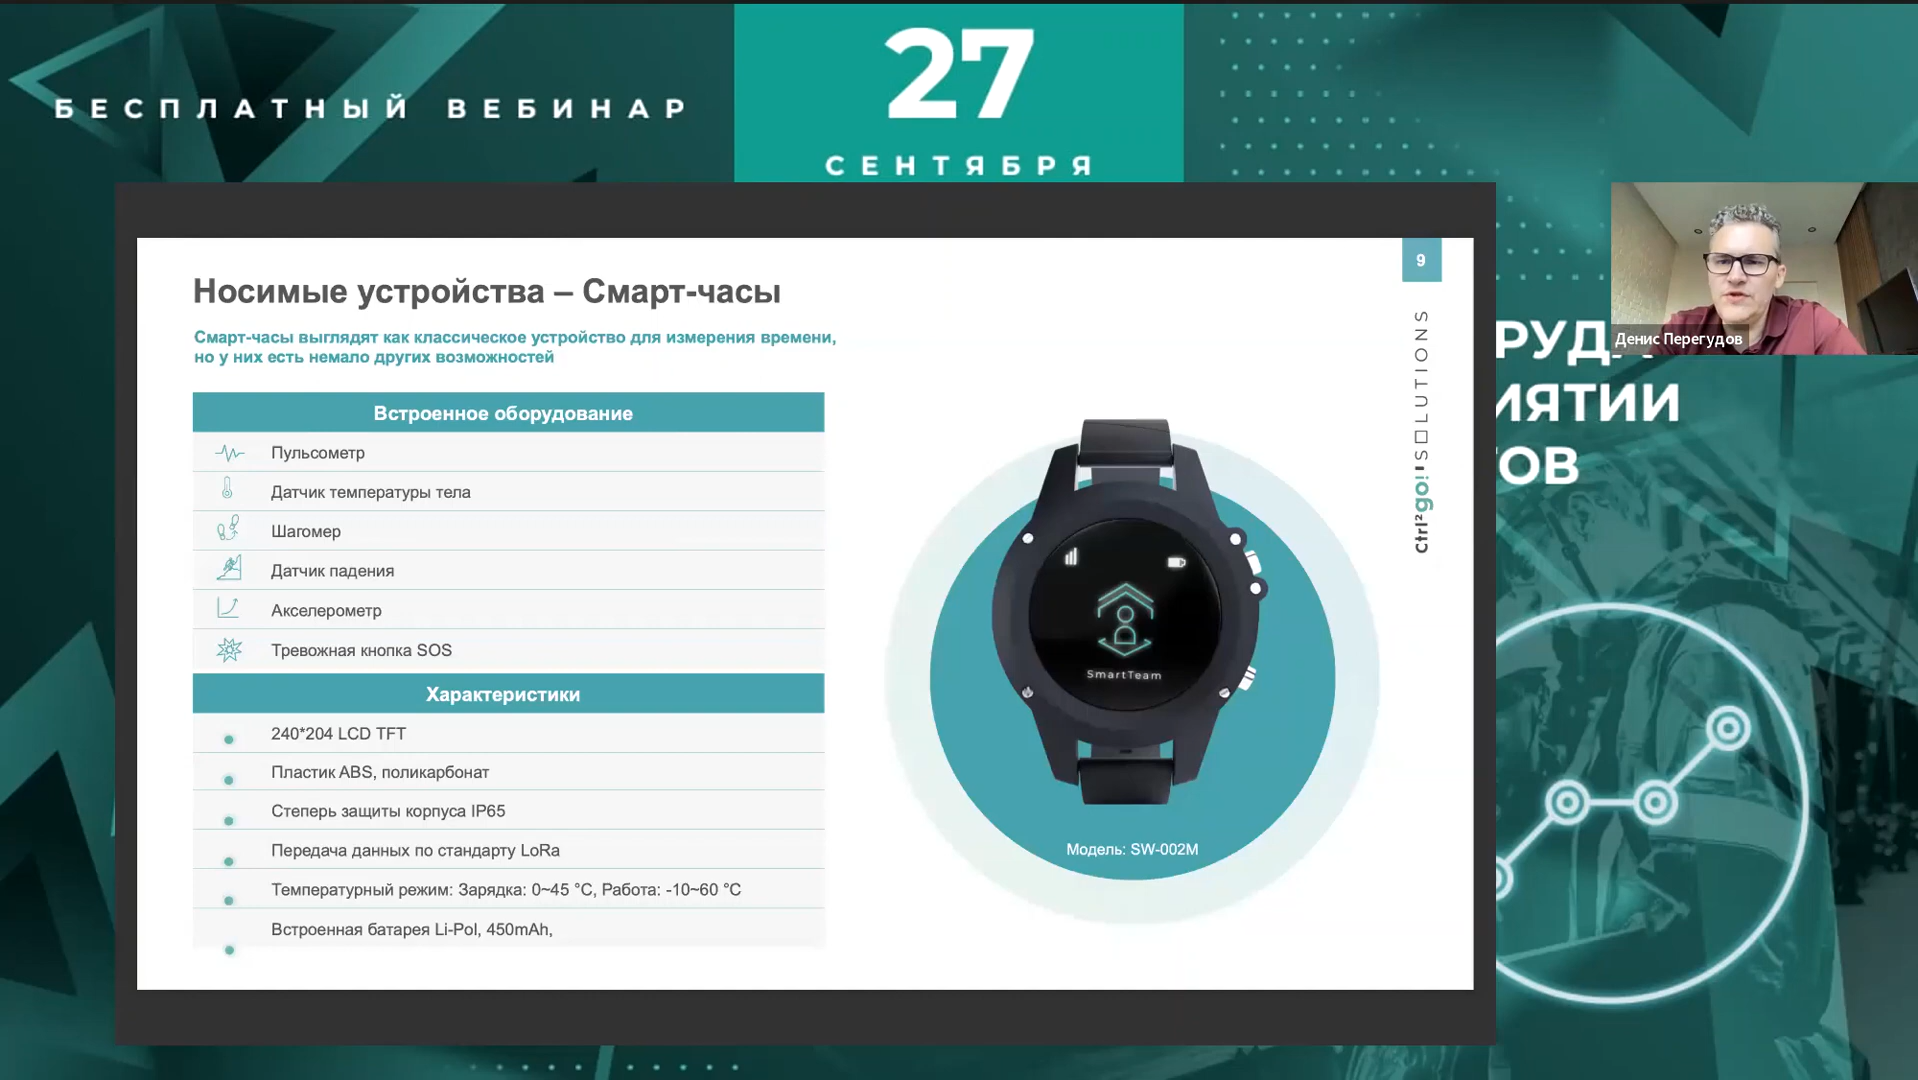 БЕСПЛАТНЫЙ ВЕБИНАР
27
СЕНТЯБРЯ
9
Носимые устройства – Смарт-часы
Смарт-часы выглядят как классическое устройство для измерения времени,
но у них есть немало других возможностей
Встроенное оборудование
Пульсометр
Датчик температуры тела
Шагомер
Датчик падения
Акселерометр
Тревожная кнопка SOS
Характеристики
240*204 LCD TFT
Пластик ABS, поликарбонат
Степерь защиты корпуса IP65
Передача данных по стандарту LoRa
Температурный режим: Зарядка: 0~45 °C, Работа: -10~60 °C
Встроенная батарея Li-Pol, 450mAh,
SmartTeam
Модель: SW-002M
Ctrl²go! SOLUTIONS
Денис Перегудов